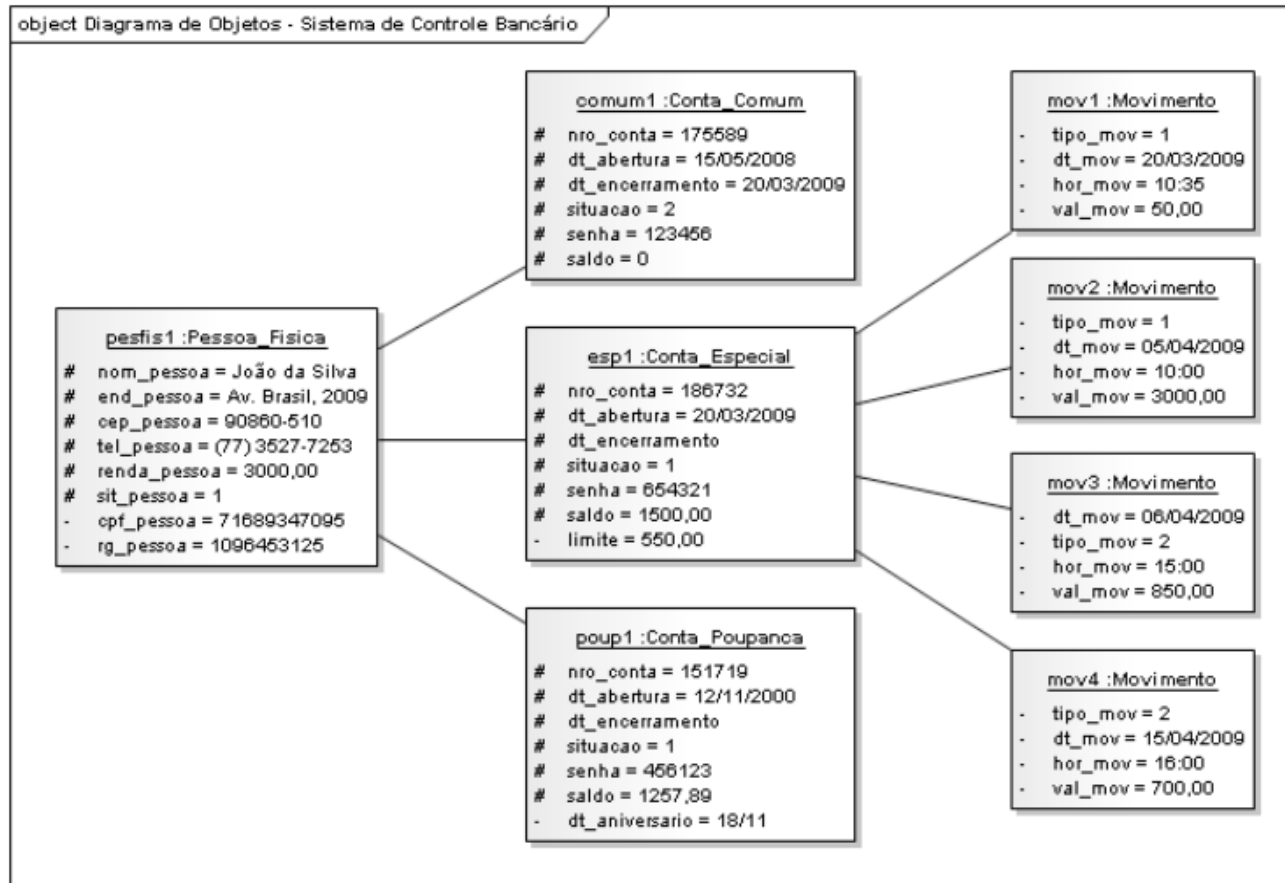 object Diagrama de Objetos - Sistema de Controle Bancário
pesfis1 :Pessoa_Fisica
# nom_pessoa = João da Silva
# end_pessoa = Av. Brasil, 2009
# cep_pessoa = 90860-510
# tel_pessoa = (77) 3527-7253
# renda_pessoa = 3000,00
# sit_pessoa = 1
- cpf_pessoa = 71689347095
- rg_pessoa = 1096453125
comum1 :Conta_Comum
# nro_conta = 175589
# dt_abertura = 15/05/2008
# dt_encerramento = 20/03/2009
# situacao = 2
# senha = 123456
# saldo = 0
esp1 :Conta_Especial
# nro_conta = 186732
# dt_abertura = 20/03/2009
# dt_encerramento
# situacao = 1
# senha = 654321
# saldo = 1500,00
- limite = 550,00
poup1 :Conta_Poupanca
# nro_conta = 151719
# dt_abertura = 12/11/2000
# dt_encerramento
# situacao = 1
# senha = 456123
# saldo = 1257,89
- dt_aniversario = 18/11
mov1 :Movimento
- tipo_mov = 1
- dt_mov = 20/03/2009
- hor_mov = 10:35
- val_mov = 50,00
mov2 :Movimento
- tipo_mov = 1
- dt_mov = 05/04/2009
- hor_mov = 10:00
- val_mov = 3000,00
mov3 :Movimento
- dt_mov = 06/04/2009
- tipo_mov = 2
- hor_mov = 15:00
- val_mov = 850,00
mov4 :Movimento
- tipo_mov = 2
- dt_mov = 15/04/2009
- hor_mov = 16:00
- val_mov = 700,00